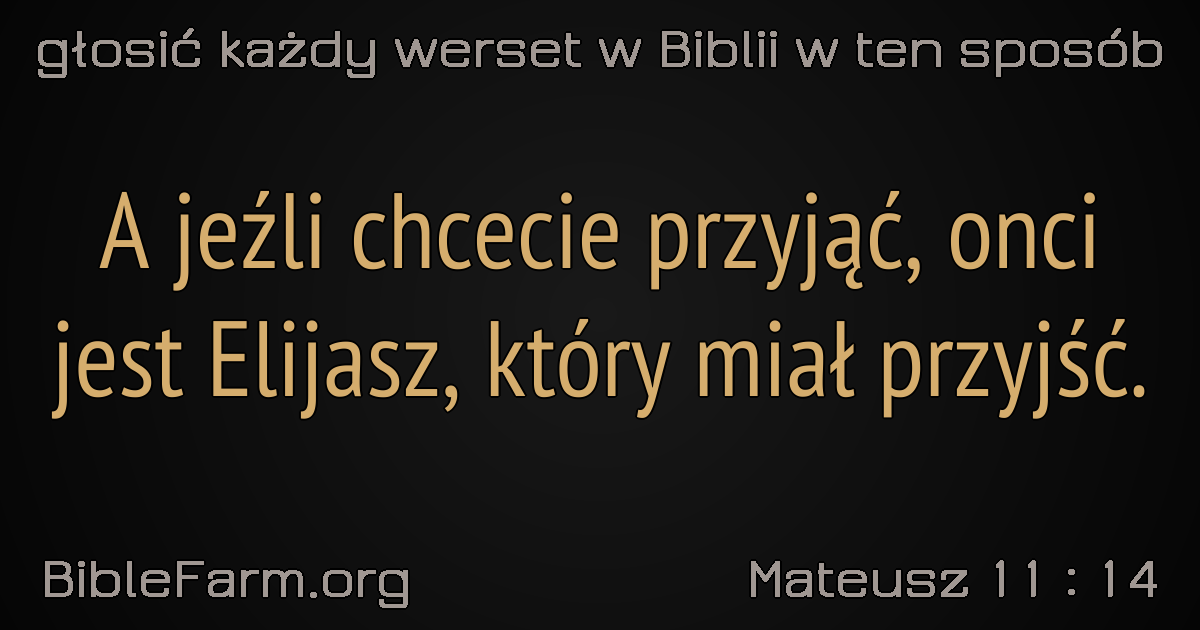 głosić każdy werset w Biblii w ten sposób
A jeźli chcecie przyjąć, onci
jest Elijasz, który miał przyjść.
BibleFarm.org
Mateusz 11 : 14